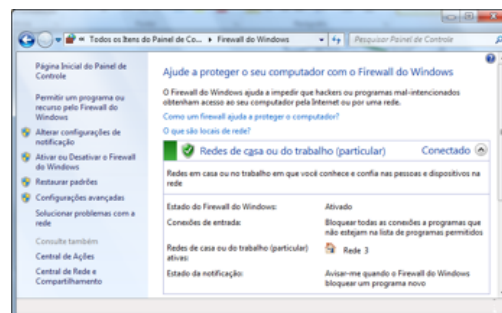 Todos os Itens do Painel de Co... Firewall do Windows
Pesquisar Painel de Controle
Página Inicial do Painel de
Controle
Permitir um programa ou
recurso pelo Firewall do
Windows
Alterar configurações de
notificação
Ativar ou Desativar o Firewall
do Windows
Restaurar padrões
Configurações avançadas
Solucionar problemas com a
rede
Consulte também
Central de Ações
Central de Rede e
Compartilhamento
Ajude a proteger o seu computador com o Firewall do Windows
O Firewall do Windows ajuda a impedir que hackers ou programas mal-intencionados
obtenham acesso ao seu computador pela Internet ou por uma rede.
Como um firewall ajuda a proteger o computador?
O que são locais de rede?
Redes de casa ou do trabalho (particular) Conectado
Redes em casa ou no trabalho em que você conhece e confia nas pessoas e dispositivos na
rede
Estado do Firewall do Windows: Ativado
Conexões de entrada: Bloquear todas as conexões a programas que
não estejam na lista de programas permitidos
Redes de casa ou do trabalho (particular) Rede 3
ativas:
Estado da notificação: Avisar-me quando o Firewall do Windows
bloquear um programa novo